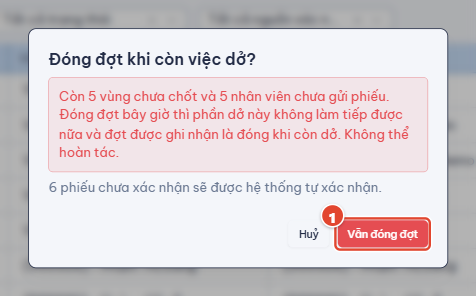 Đóng đợt khi còn việc dở?
Còn 5 vùng chưa chốt và 5 nhân viên chưa gửi phiếu.
Đóng đợt bây giờ thì phần dở này không làm tiếp được
nữa và đợt được ghi nhận là đóng khi còn dở. Không thể
hoàn tác.
6 phiếu chưa xác nhận sẽ được hệ thống tự xác nhận.
1
Huỷ Vẫn đóng đợt